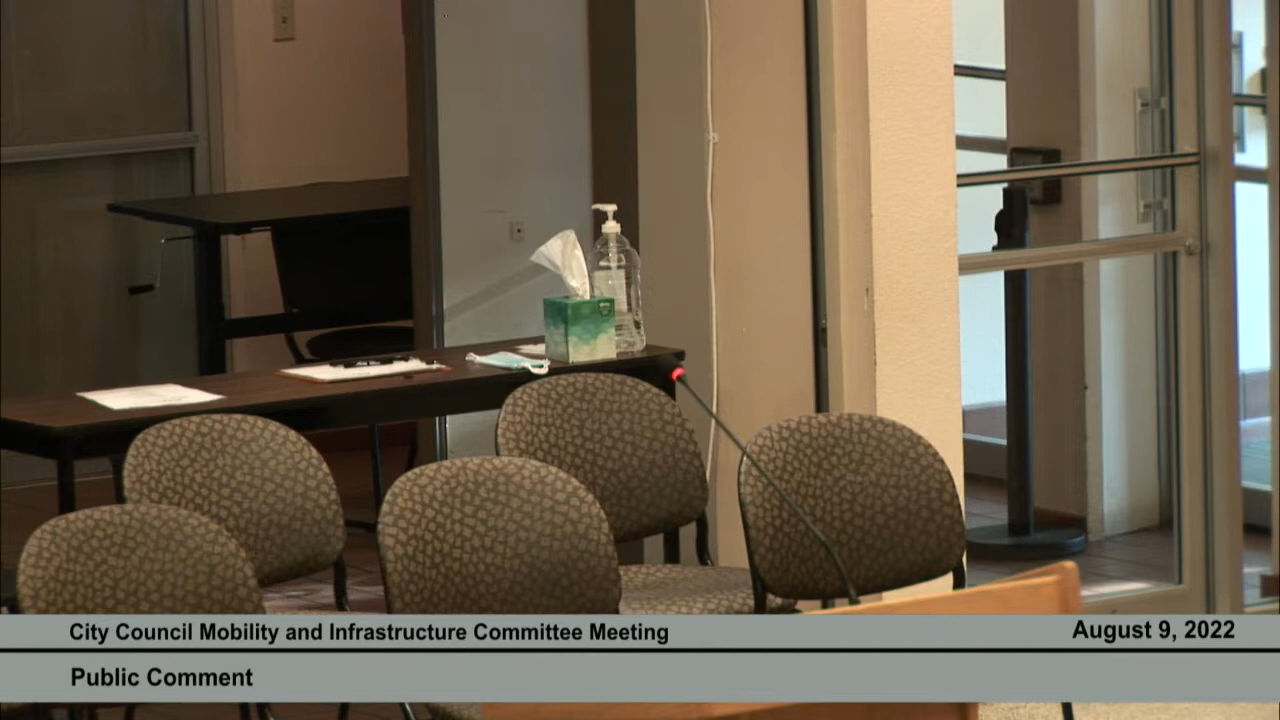 City Council Mobility and Infrastructure Committee Meeting
August 9, 2022
Public Comment